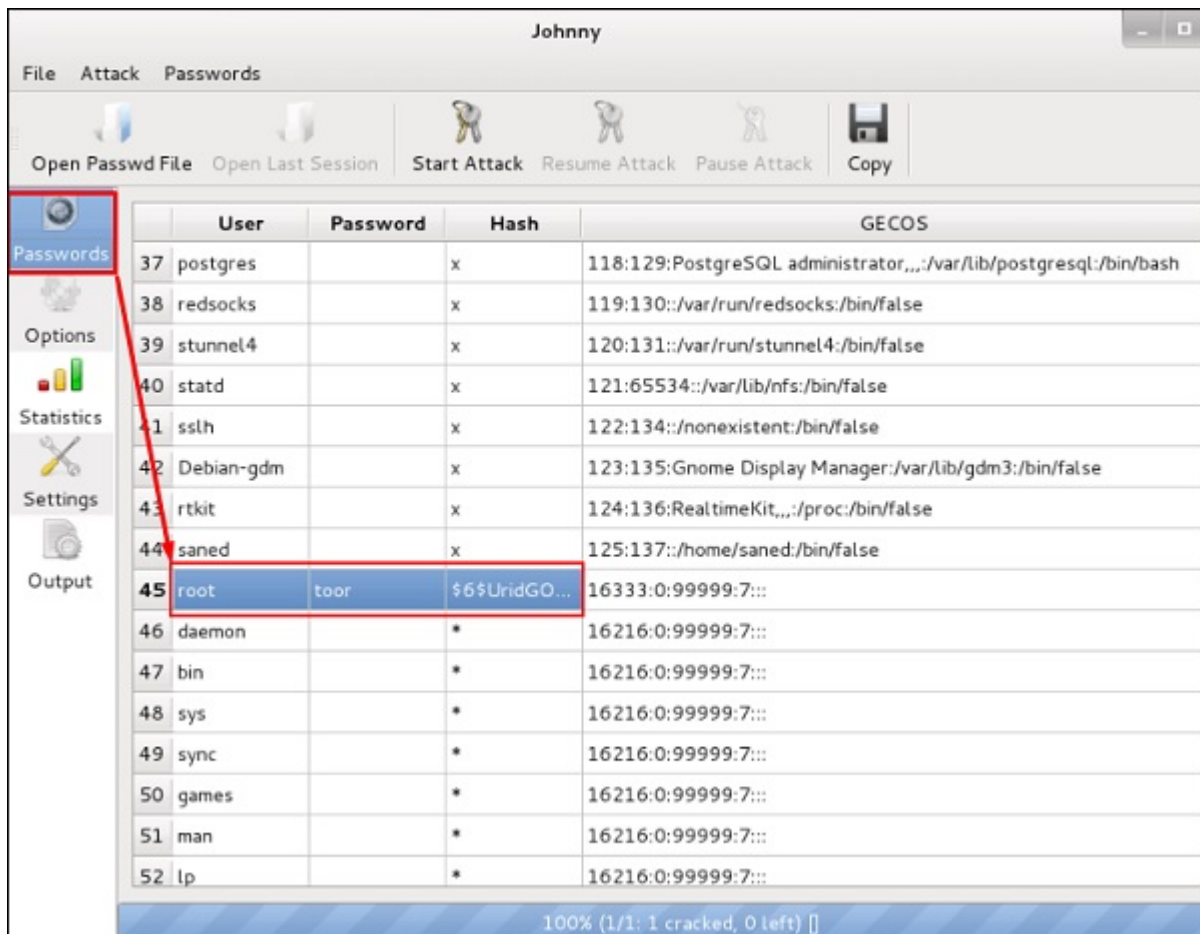 Johnny
File Attack Passwords
Open Passwd File Open Last Session Start Attack Resume Attack Pause Attack Copy
Passwords
Options
Statistics
Settings
Output
User Password Hash GECOS
37 postgres x 118:129:PostgreSQL administrator,,,:/var/lib/postgresql:/bin/bash
38 redsocks x 119:130::/var/run/redsocks:/bin/false
39 stunnel4 x 120:131::/var/run/stunnel4:/bin/false
40 statd x 121:65534::/var/lib/nfs:/bin/false
41 sslh x 122:134::/nonexistent:/bin/false
42 Debian-gdm x 123:135:Gnome Display Manager:/var/lib/gdm3:/bin/false
43 rtkit x 124:136:RealtimeKit,,,:/proc:/bin/false
44 saned x 125:137::/home/saned:/bin/false
45 root toor $6$UridGO... 16333:0:99999:7:::
46 daemon * 16216:0:99999:7:::
47 bin * 16216:0:99999:7:::
48 sys * 16216:0:99999:7:::
49 sync * 16216:0:99999:7:::
50 games * 16216:0:99999:7:::
51 man * 16216:0:99999:7:::
52 lp * 16216:0:99999:7:::
100% (1/1: 1 cracked, 0 left) []